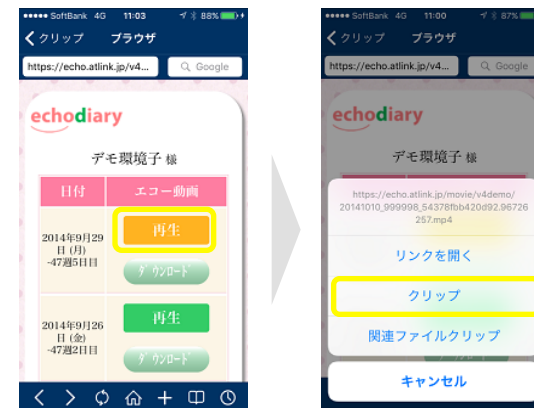 ●●●●● SoftBank 4G 11:03 88%
クリップ ブラウザ
https://echo.atlink.jp/v4... Google
echodiary
デモ環境子 様
日付 エコー動画
2014年9月29
日 (月)
-47週5日目
再生
ダウンロード
2014年9月26
日 (金)
-47週2日目
再生
ダウンロード
●●●●● SoftBank 4G 11:00 87%
クリップ ブラウザ
https://echo.atlink.jp/v4... Google
echodiary
デモ環境子 様
https://echo.atlink.jp/movie/v4demo/
20141010_999998_54378fbb420d92.96726
257.mp4
リンクを開く
クリップ
関連ファイルクリップ
キャンセル